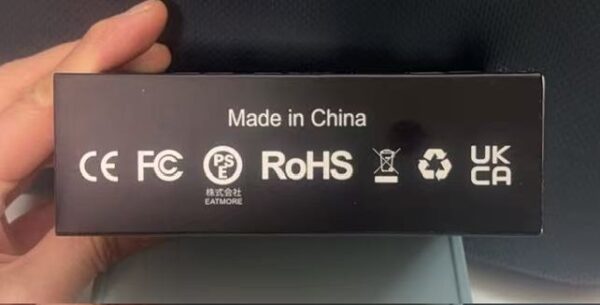 Made in China
CE FC PSE RoHS UK CA
株式会社
EATMORE